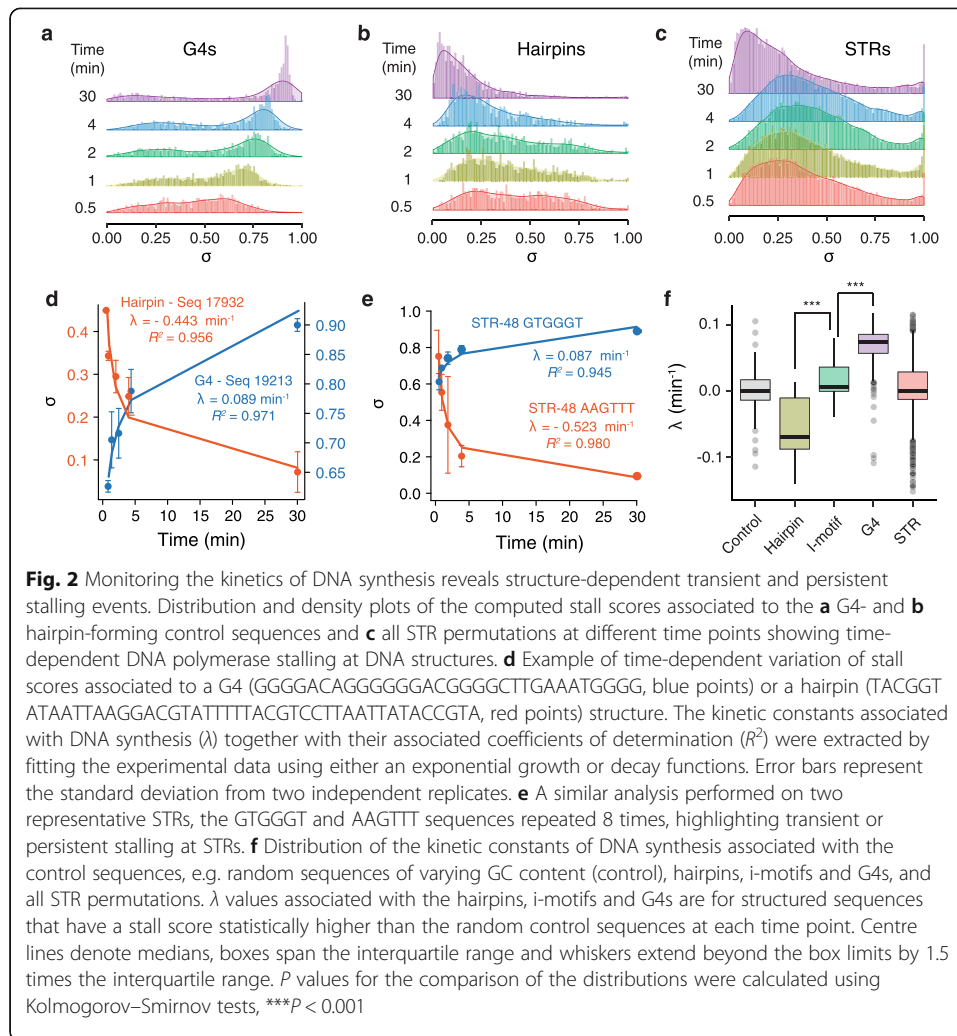 a
G4s
Time
(min)
30
4
2
1
0.5
0.00 0.25 0.50 0.75 1.00
σ
b
Hairpins
Time
(min)
30
4
2
1
0.5
0.00 0.25 0.50 0.75 1.00
σ
c
STRs
Time
(min)
30
4
2
1
0.5
0.00 0.25 0.50 0.75 1.00
σ
d
Hairpin - Seq 17932
λ = - 0.443 min⁻¹
R² = 0.956
G4 - Seq 19213
λ = 0.089 min⁻¹
R² = 0.971
0.4
0.3
0.2
0.1
σ
0.90
0.85
0.80
0.75
0.70
0.65
0 5 10 15 20 25 30
Time (min)
e
STR-48 GTGGGT
λ = 0.087 min⁻¹
R² = 0.945
STR-48 AAGTTT
λ = - 0.523 min⁻¹
R² = 0.980
1.0
0.8
0.6
0.4
0.2
0.0
σ
0 5 10 15 20 25 30
Time (min)
f
***
***
0.1
0.0
-0.1
λ (min⁻¹)
Control
Hairpin
I-motif
G4
STR
Fig. 2 Monitoring the kinetics of DNA synthesis reveals structure-dependent transient and persistent
stalling events. Distribution and density plots of the computed stall scores associated to the a G4- and b
hairpin-forming control sequences and c all STR permutations at different time points showing time-
dependent DNA polymerase stalling at DNA structures. d Example of time-dependent variation of stall
scores associated to a G4 (GGGGACAGGGGGGACGGGGCTTGAAATGGGG, blue points) or a hairpin (TACGGT
ATAATTAAGGACGTATTTTTACGTCCTTAATTATACCGTA, red points) structure. The kinetic constants associated
with DNA synthesis (λ) together with their associated coefficients of determination (R²) were extracted by
fitting the experimental data using either an exponential growth or decay functions. Error bars represent
the standard deviation from two independent replicates. e A similar analysis performed on two
representative STRs, the GTGGGT and AAGTTT sequences repeated 8 times, highlighting transient or
persistent stalling at STRs. f Distribution of the kinetic constants of DNA synthesis associated with the
control sequences, e.g. random sequences of varying GC content (control), hairpins, i-motifs and G4s, and
all STR permutations. λ values associated with the hairpins, i-motifs and G4s are for structured sequences
that have a stall score statistically higher than the random control sequences at each time point. Centre
lines denote medians, boxes span the interquartile range and whiskers extend beyond the box limits by 1.5
times the interquartile range. P values for the comparison of the distributions were calculated using
Kolmogorov–Smirnov tests, ***P < 0.001